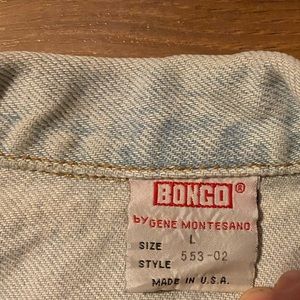 BONGO®
by GENE MONTESANO
L
SIZE
STYLE 553-02
MADE IN U.S.A.